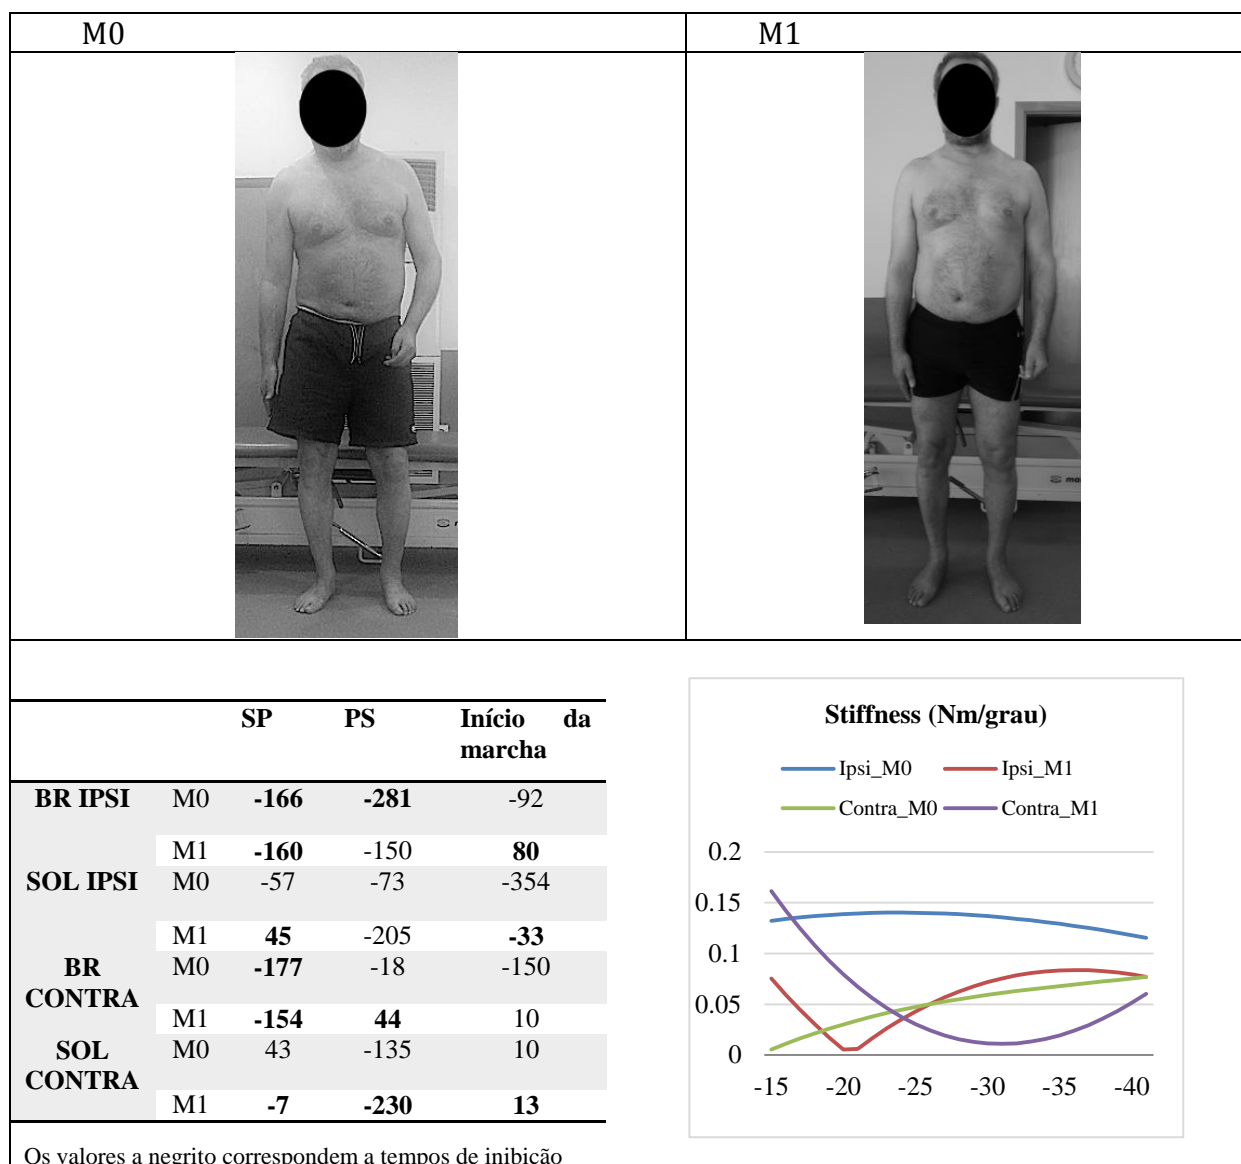 M0 M1
SP PS Início da
marcha
BR IPSI M0 -166 -281 -92
M1 -160 -150 80
SOL IPSI M0 -57 -73 -354
M1 45 -205 -33
BR M0 -177 -18 -150
CONTRA
M1 -154 44 10
SOL M0 43 -135 10
CONTRA
M1 -7 -230 13
Os valores a negrito correspondem a tempos de inibição
Stiffness (Nm/grau)
Ipsi_M0 Ipsi_M1
Contra_M0 Contra_M1
0.2
0.15
0.1
0.05
0
-15 -20 -25 -30 -35 -40